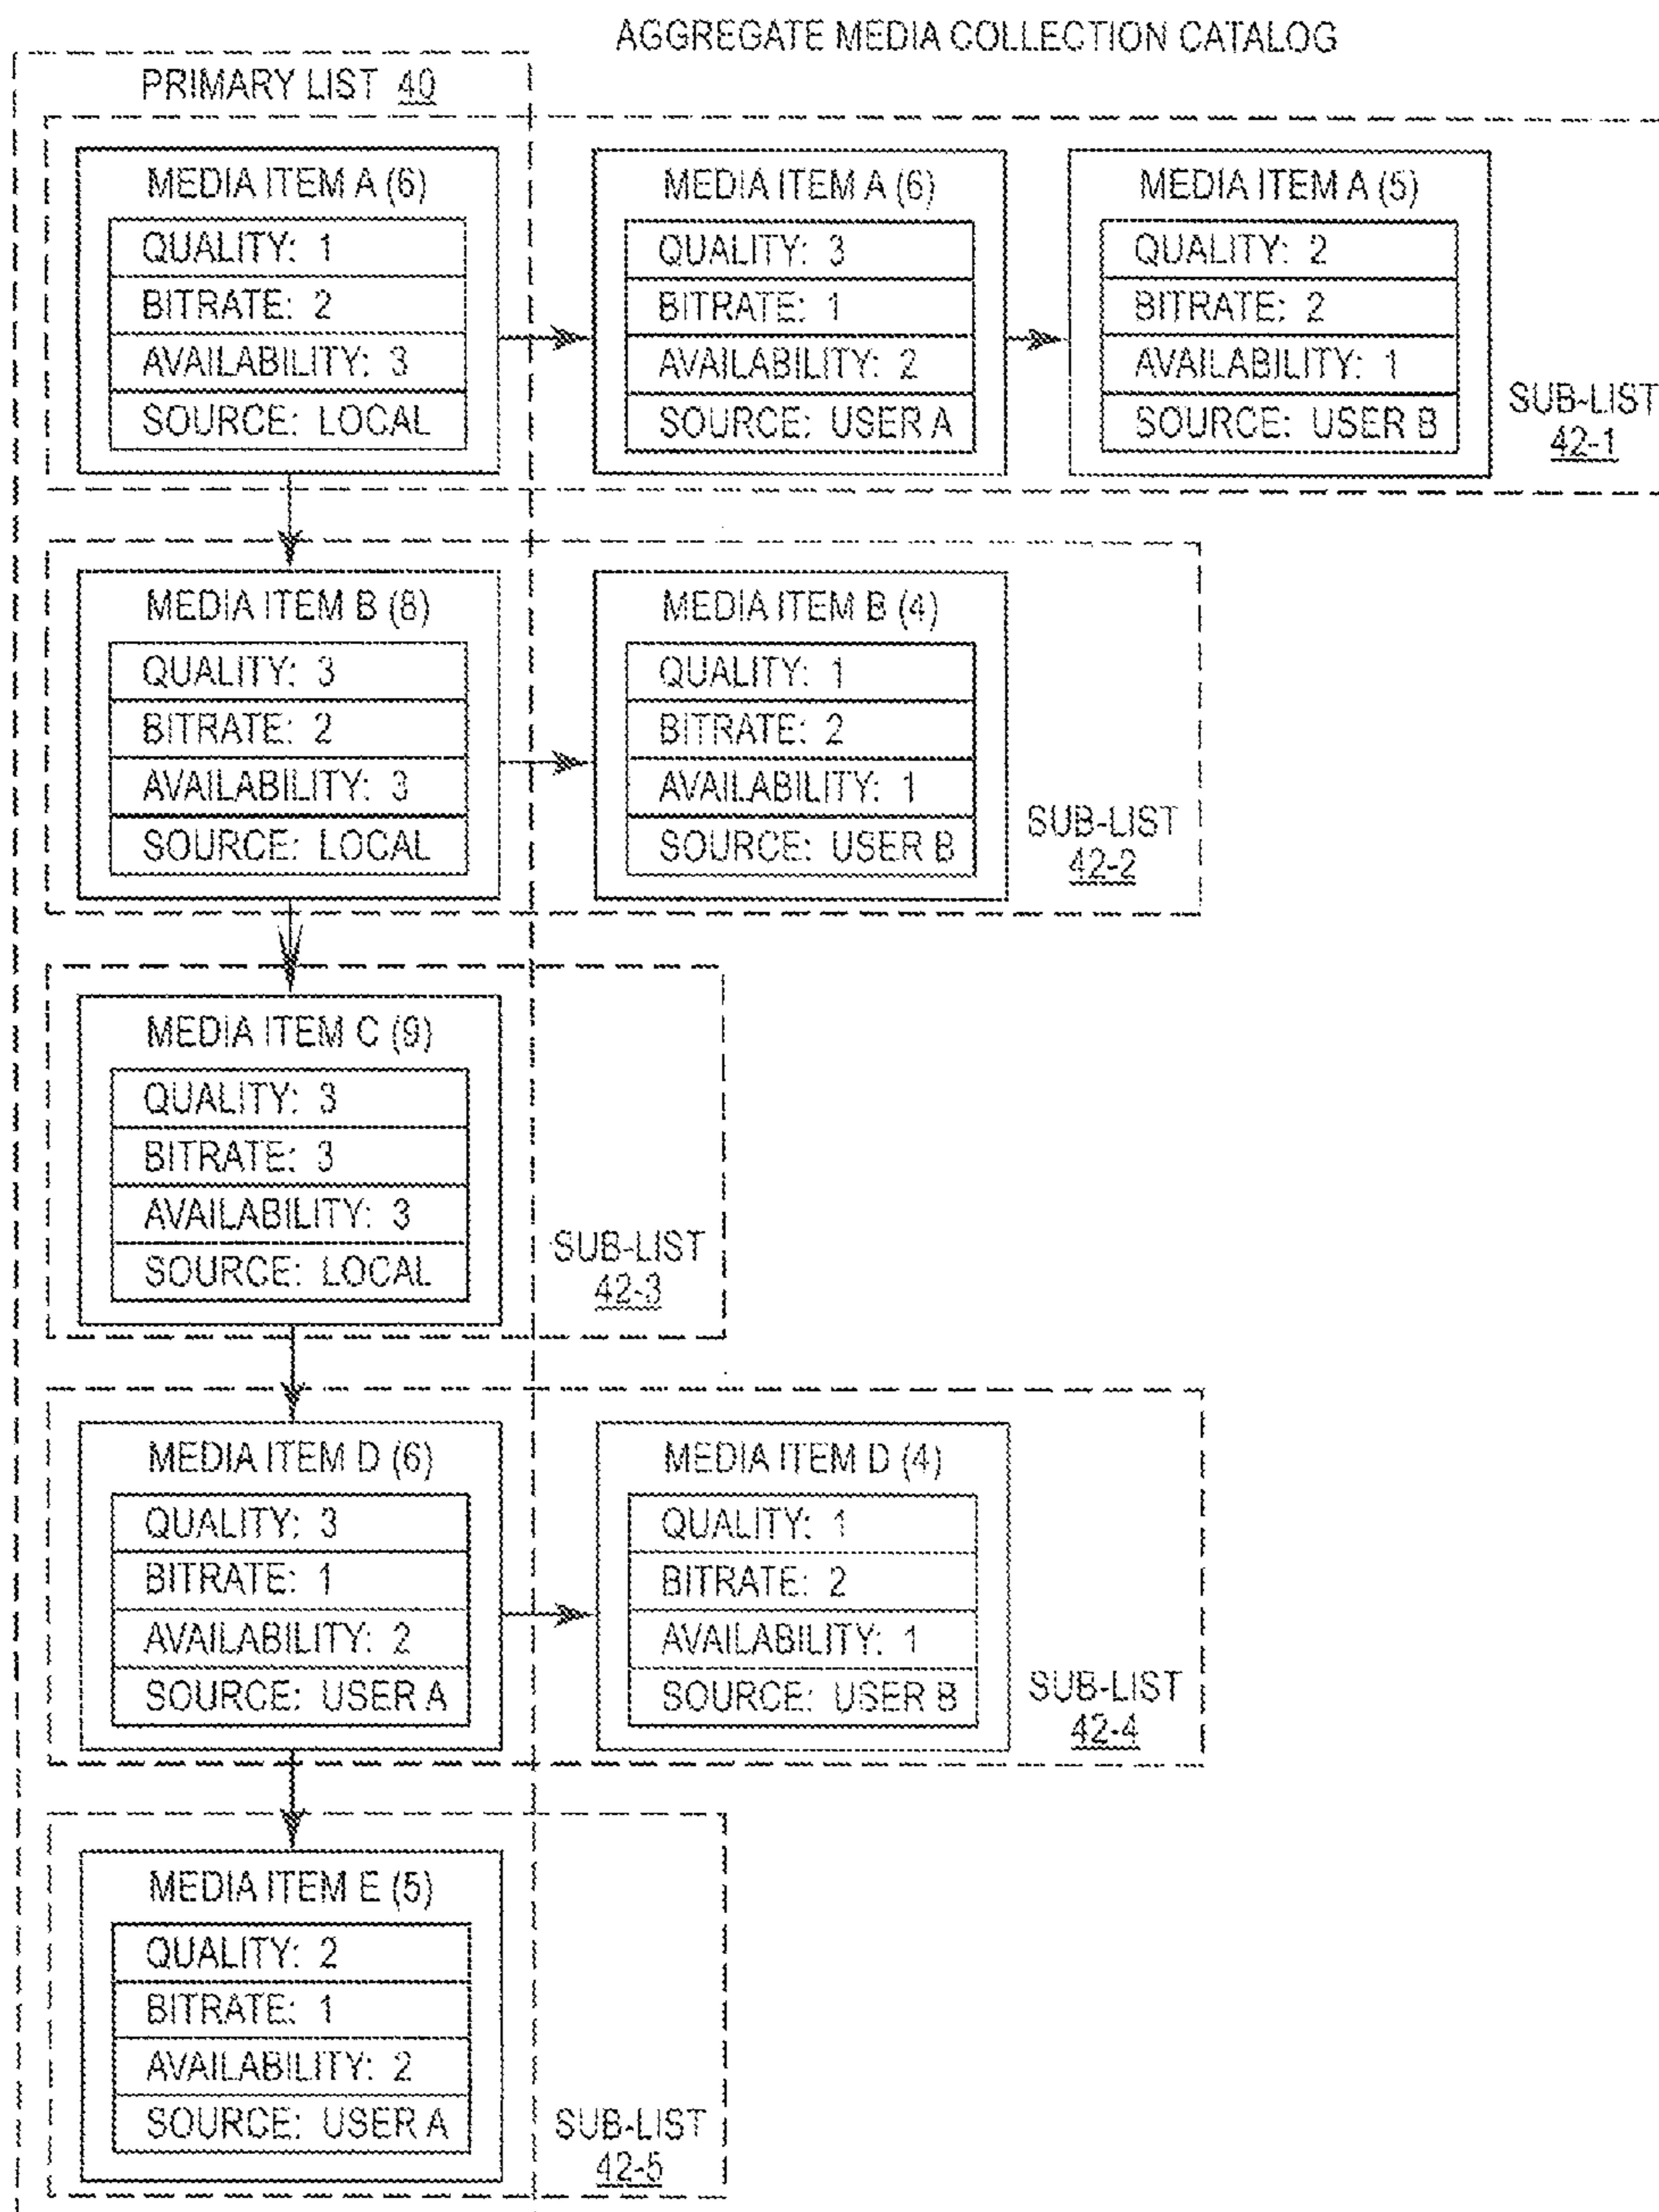 AGGREGATE MEDIA COLLECTION CATALOG
PRIMARY LIST 40
MEDIA ITEM A (6)
QUALITY: 1
BITRATE: 2
AVAILABILITY: 3
SOURCE: LOCAL
MEDIA ITEM A (6)
QUALITY: 3
BITRATE: 1
AVAILABILITY: 2
SOURCE: USER A
MEDIA ITEM A (5)
QUALITY: 2
BITRATE: 2
AVAILABILITY: 1
SOURCE: USER B
SUB-LIST
42-1
MEDIA ITEM B (8)
QUALITY: 3
BITRATE: 2
AVAILABILITY: 3
SOURCE: LOCAL
MEDIA ITEM B (4)
QUALITY: 1
BITRATE: 2
AVAILABILITY: 1
SOURCE: USER B
SUB-LIST
42-2
MEDIA ITEM C (9)
QUALITY: 3
BITRATE: 3
AVAILABILITY: 3
SOURCE: LOCAL
SUB-LIST
42-3
MEDIA ITEM D (6)
QUALITY: 3
BITRATE: 1
AVAILABILITY: 2
SOURCE: USER A
MEDIA ITEM D (4)
QUALITY: 1
BITRATE: 2
AVAILABILITY: 1
SOURCE: USER B
SUB-LIST
42-4
MEDIA ITEM E (5)
QUALITY: 2
BITRATE: 1
AVAILABILITY: 2
SOURCE: USER A
SUB-LIST
42-5